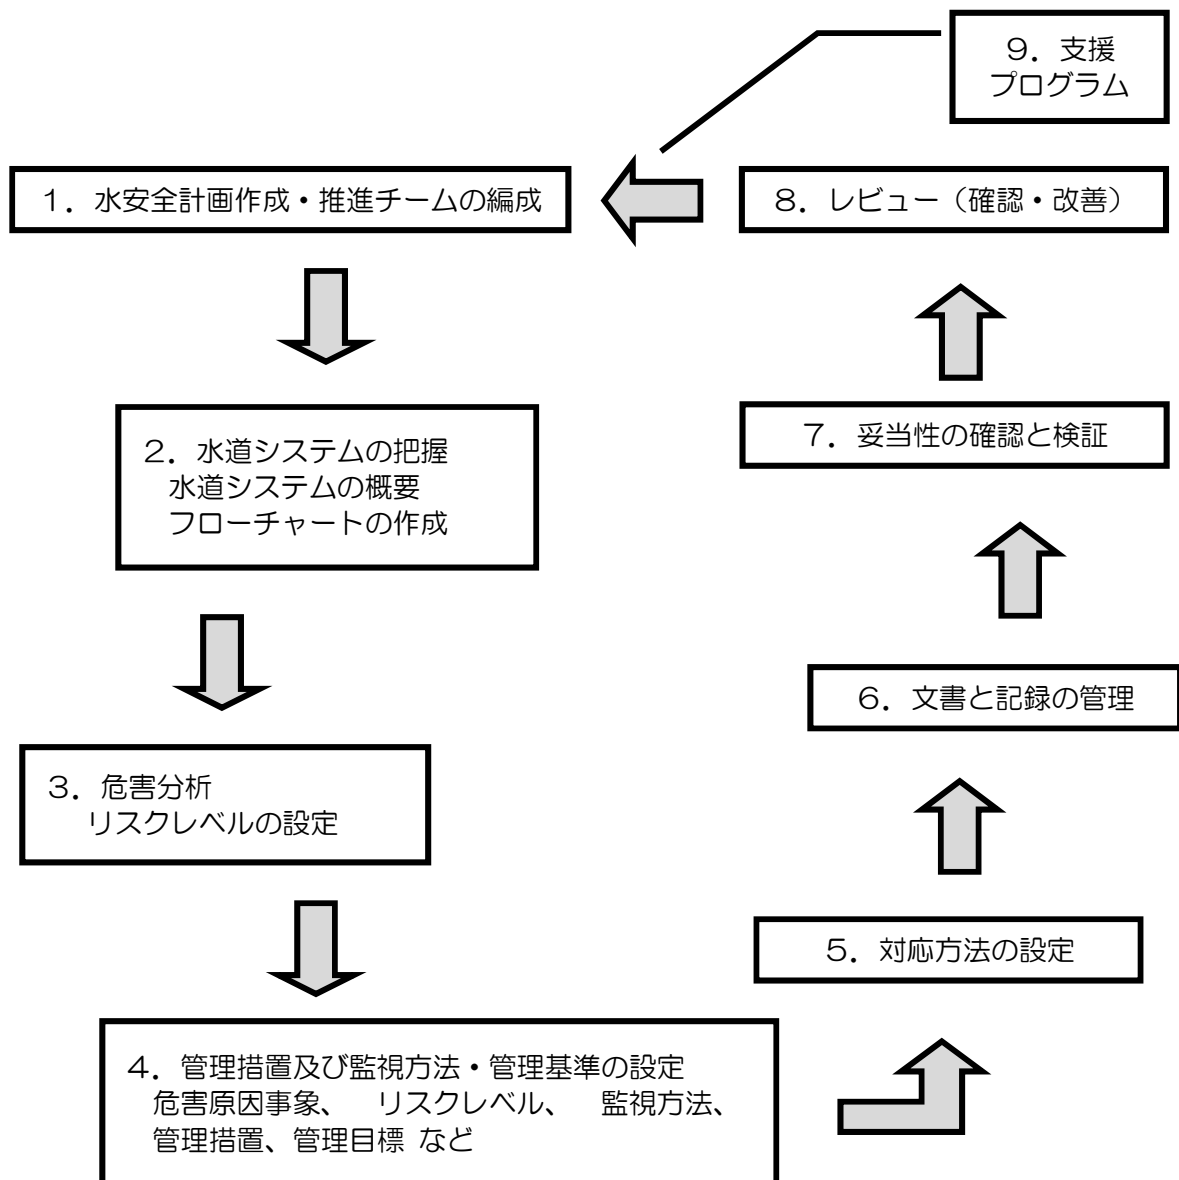 ９．支援
プログラム
１．水安全計画作成・推進チームの編成
８．レビュー（確認・改善）
２．水道システムの把握
水道システムの概要
フローチャートの作成
７．妥当性の確認と検証
６．文書と記録の管理
３．危害分析
リスクレベルの設定
５．対応方法の設定
４．管理措置及び監視方法・管理基準の設定
危害原因事象、　リスクレベル、　監視方法、
管理措置、管理目標 など